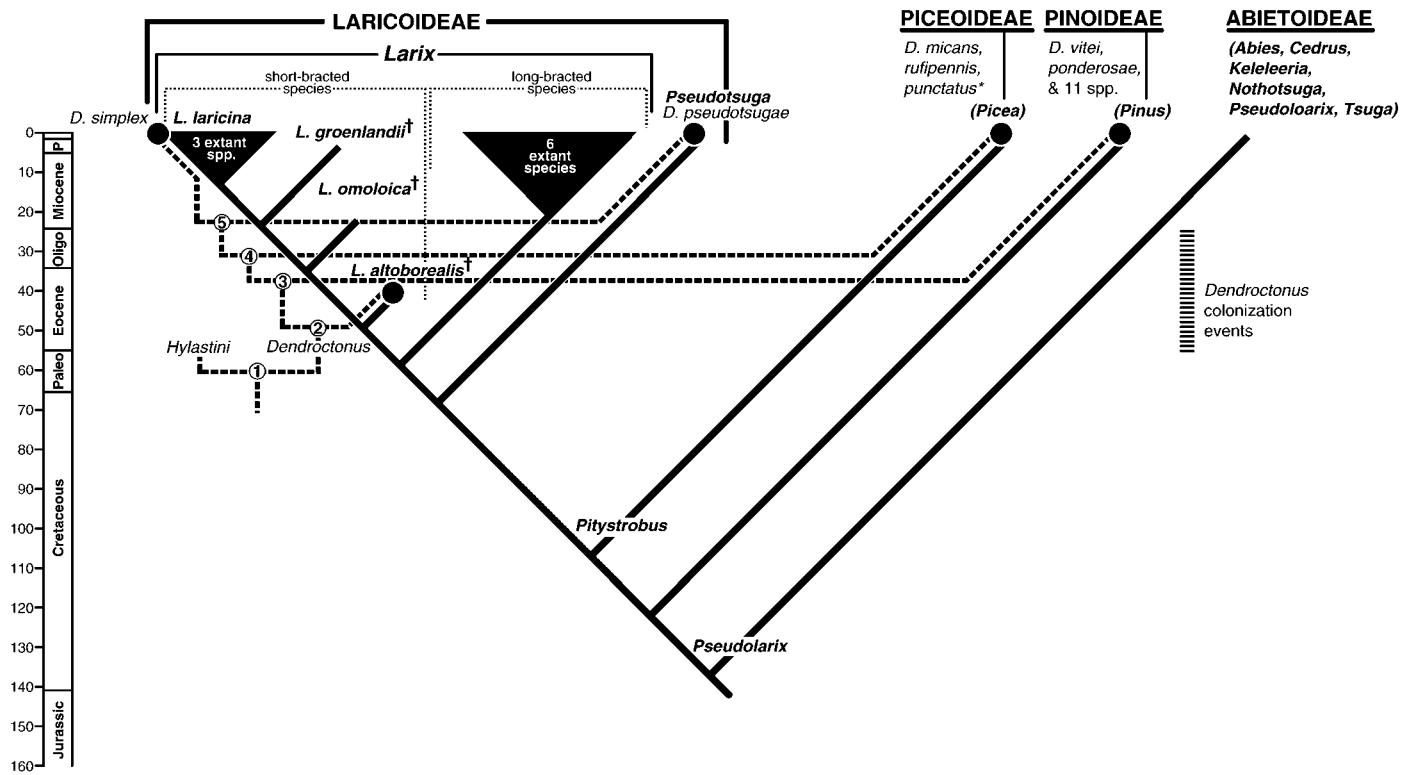 LARICOIDEAE
PICEOIDEAE
PINOIDEAE
ABIETOIDEAE
Larix
D. micans,
rufipennis,
punctatus*
(Picea)
D. vitei,
ponderosae,
& 11 spp.
(Pinus)
(Abies, Cedrus,
Keleleeria,
Nothotsuga,
Pseudoloarix, Tsuga)
short-bracted
species
long-bracted
species
Pseudotsuga
D. pseudotsugae
D. simplex
L. laricina
3 extant
spp.
L. groenlandii†
6
extant
species
L. omoloica†
L. altoborealis†
5
4
3
2
1
Hylastini
Dendroctonus
Dendroctonus
colonization
events
Pitystrobus
Pseudolarix
0
10
20
30
40
50
60
70
80
90
100
110
120
130
140
150
160
P
Miocene
Oligo
Eocene
Paleo
Cretaceous
Jurassic